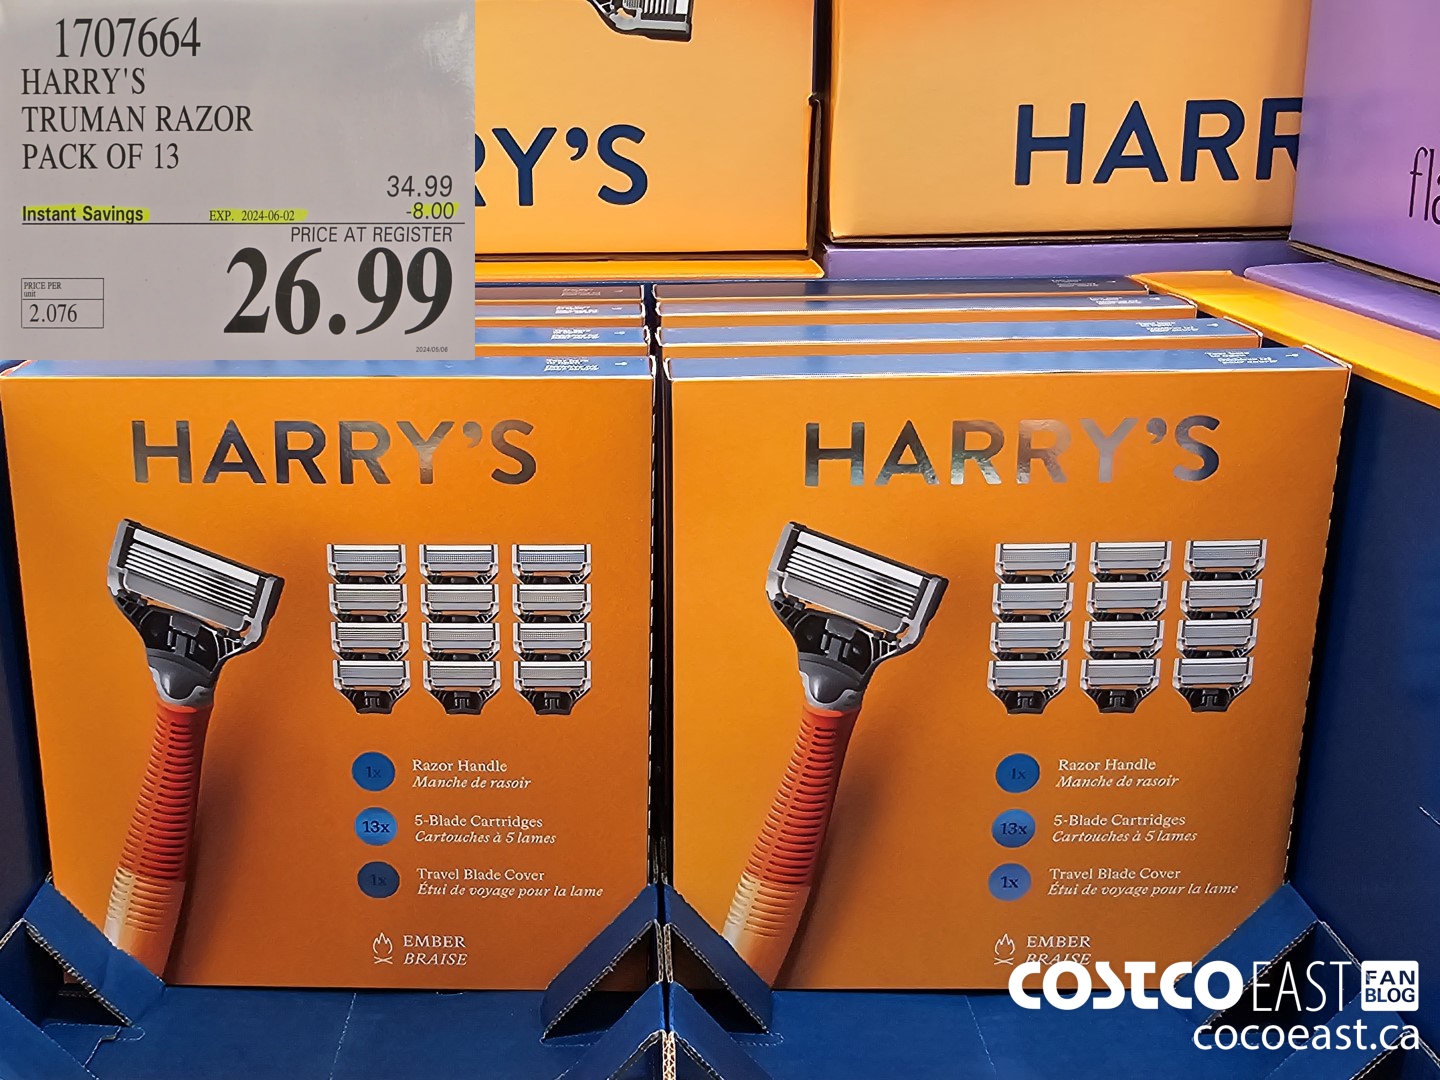 1707664
HARRY'S
TRUMAN RAZOR
PACK OF 13
34.99
Instant Savings EXP. 2024-06-02 -8.00
PRICE AT REGISTER
26.99
PRICE PER
unit
2.076
2024/05/06
RY'S
HARR
fl
HARRY'S
1x Razor Handle
Manche de rasoir
13x 5-Blade Cartridges
Cartouches à 5 lames
1x Travel Blade Cover
Étui de voyage pour la lame
EMBER
BRAISE
HARRY'S
1x Razor Handle
Manche de rasoir
13x 5-Blade Cartridges
Cartouches à 5 lames
1x Travel Blade Cover
Étui de voyage pour la lame
EMBER
BRAISE
COSTCO EAST FAN BLOG
cocoeast.ca